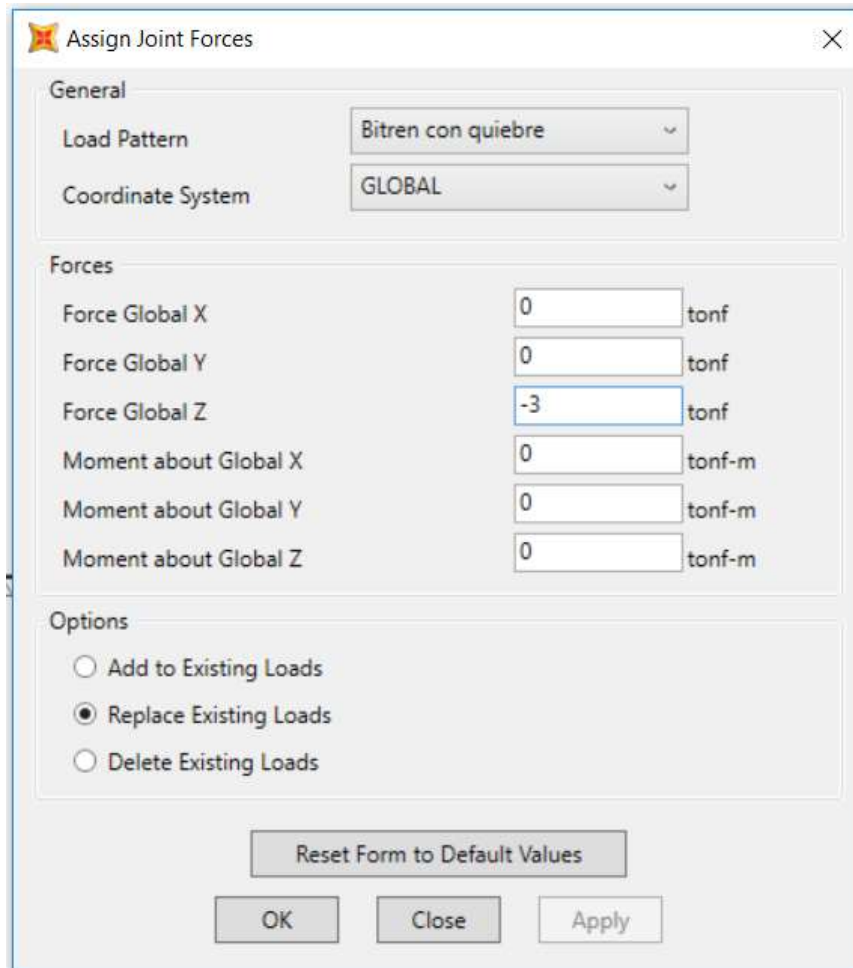 Assign Joint Forces
General
Load Pattern Bitren con quiebre
Coordinate System GLOBAL
Forces
Force Global X 0 tonf
Force Global Y 0 tonf
Force Global Z -3 tonf
Moment about Global X 0 tonf-m
Moment about Global Y 0 tonf-m
Moment about Global Z 0 tonf-m
Options
Add to Existing Loads
Replace Existing Loads
Delete Existing Loads
Reset Form to Default Values
OK Close Apply